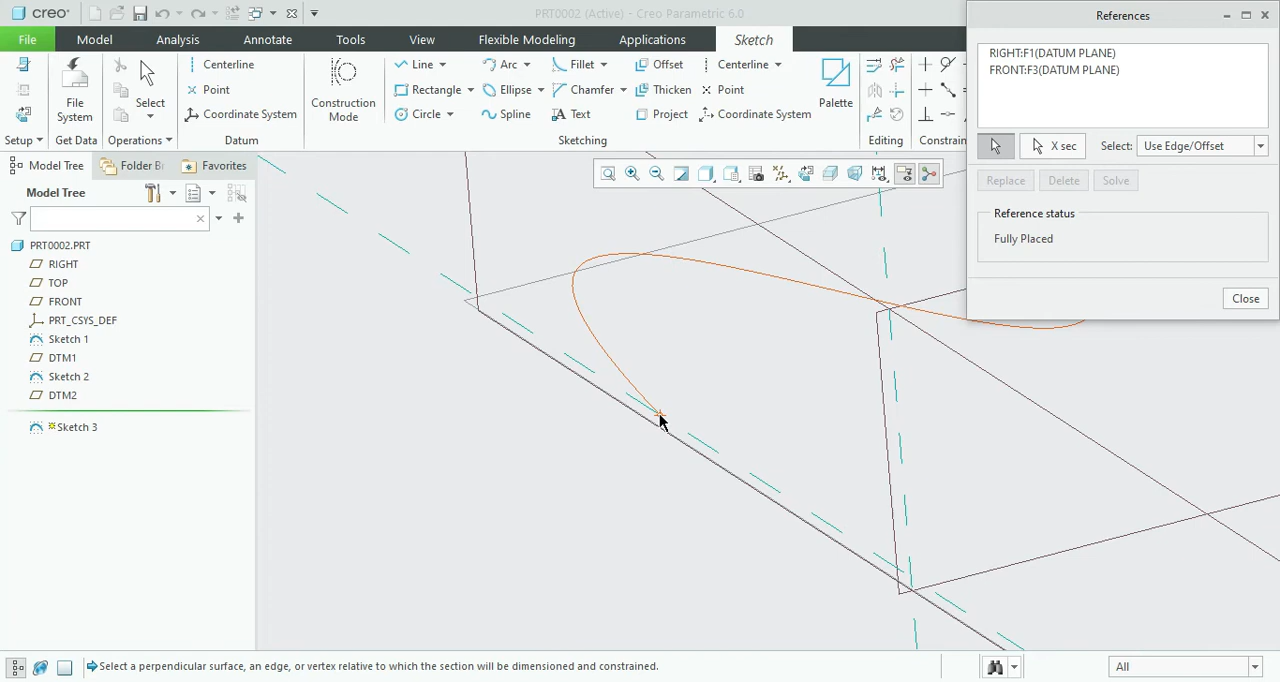 creo
PRT0002 (Active) - Creo Parametric 6.0
References
File
Model
Analysis
Annotate
Tools
View
Flexible Modeling
Applications
Sketch
RIGHT:F1(DATUM PLANE)
FRONT:F3(DATUM PLANE)
Centerline
Line
Arc
Fillet
Offset
Centerline
Point
Rectangle
Ellipse
Chamfer
Thicken
Point
File System
Select
Coordinate System
Construction Mode
Circle
Spline
Text
Project
Coordinate System
Palette
Setup
Get Data
Operations
Datum
Sketching
Editing
Constrain
X sec
Select:
Use Edge/Offset
Model Tree
Folder Br
Favorites
Replace
Delete
Solve
Model Tree
Reference status
Fully Placed
PRT0002.PRT
RIGHT
TOP
FRONT
PRT_CSYS_DEF
Sketch 1
DTM1
Sketch 2
DTM2
Sketch 3
Close
Select a perpendicular surface, an edge, or vertex relative to which the section will be dimensioned and constrained.
All